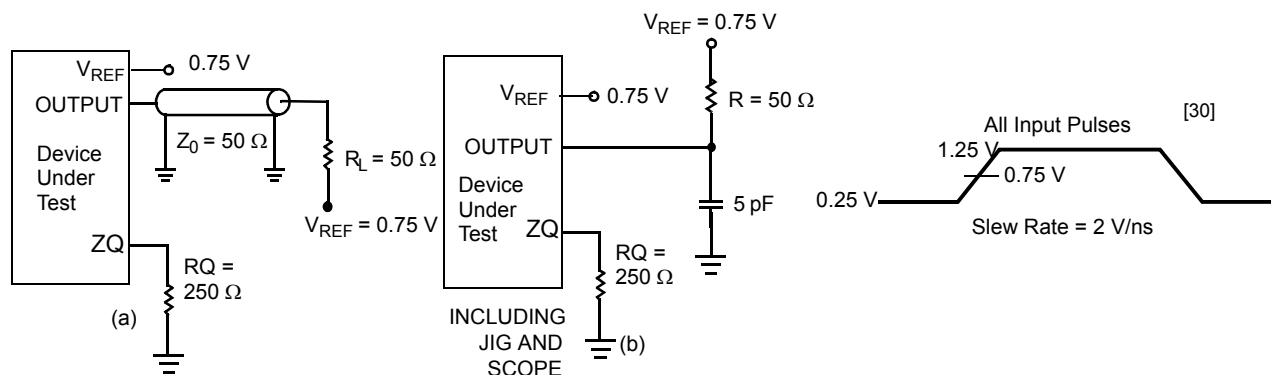 V_REF 0.75 V
OUTPUT
Z_0 = 50 Ω
Device
Under
Test
R_L = 50 Ω
V_REF = 0.75 V
ZQ
RQ =
250 Ω
(a)
V_REF = 0.75 V
V_REF 0.75 V
R = 50 Ω
OUTPUT
Device
Under
Test
5 pF
ZQ
RQ =
250 Ω
INCLUDING
JIG AND
SCOPE
(b)
[30]
All Input Pulses
1.25 V
0.75 V
0.25 V
Slew Rate = 2 V/ns